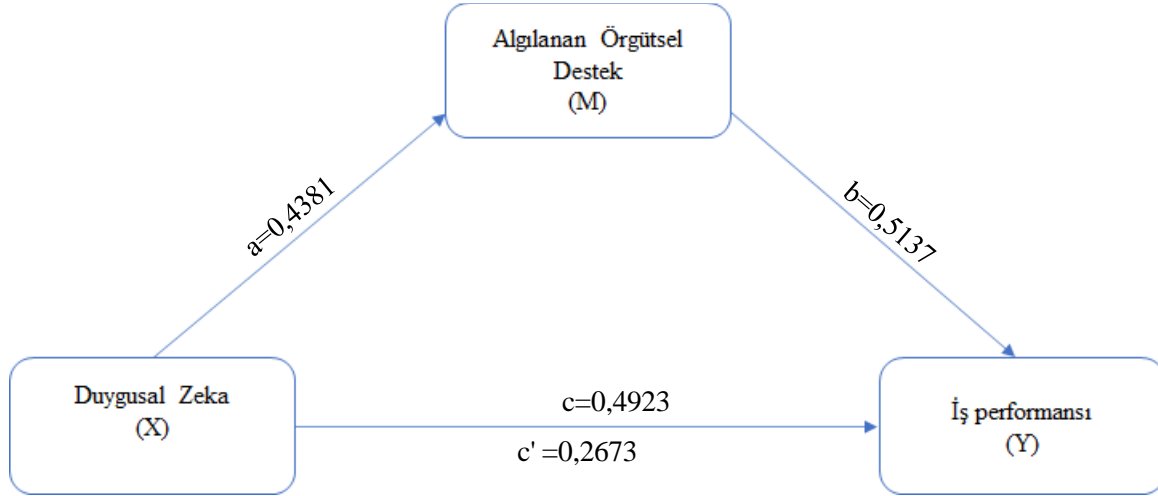 Algılanan Örgütsel
Destek
(M)
a=0,4381
b=0,5137
Duygusal Zeka
(X)
c=0,4923
c' =0,2673
İş performansı
(Y)